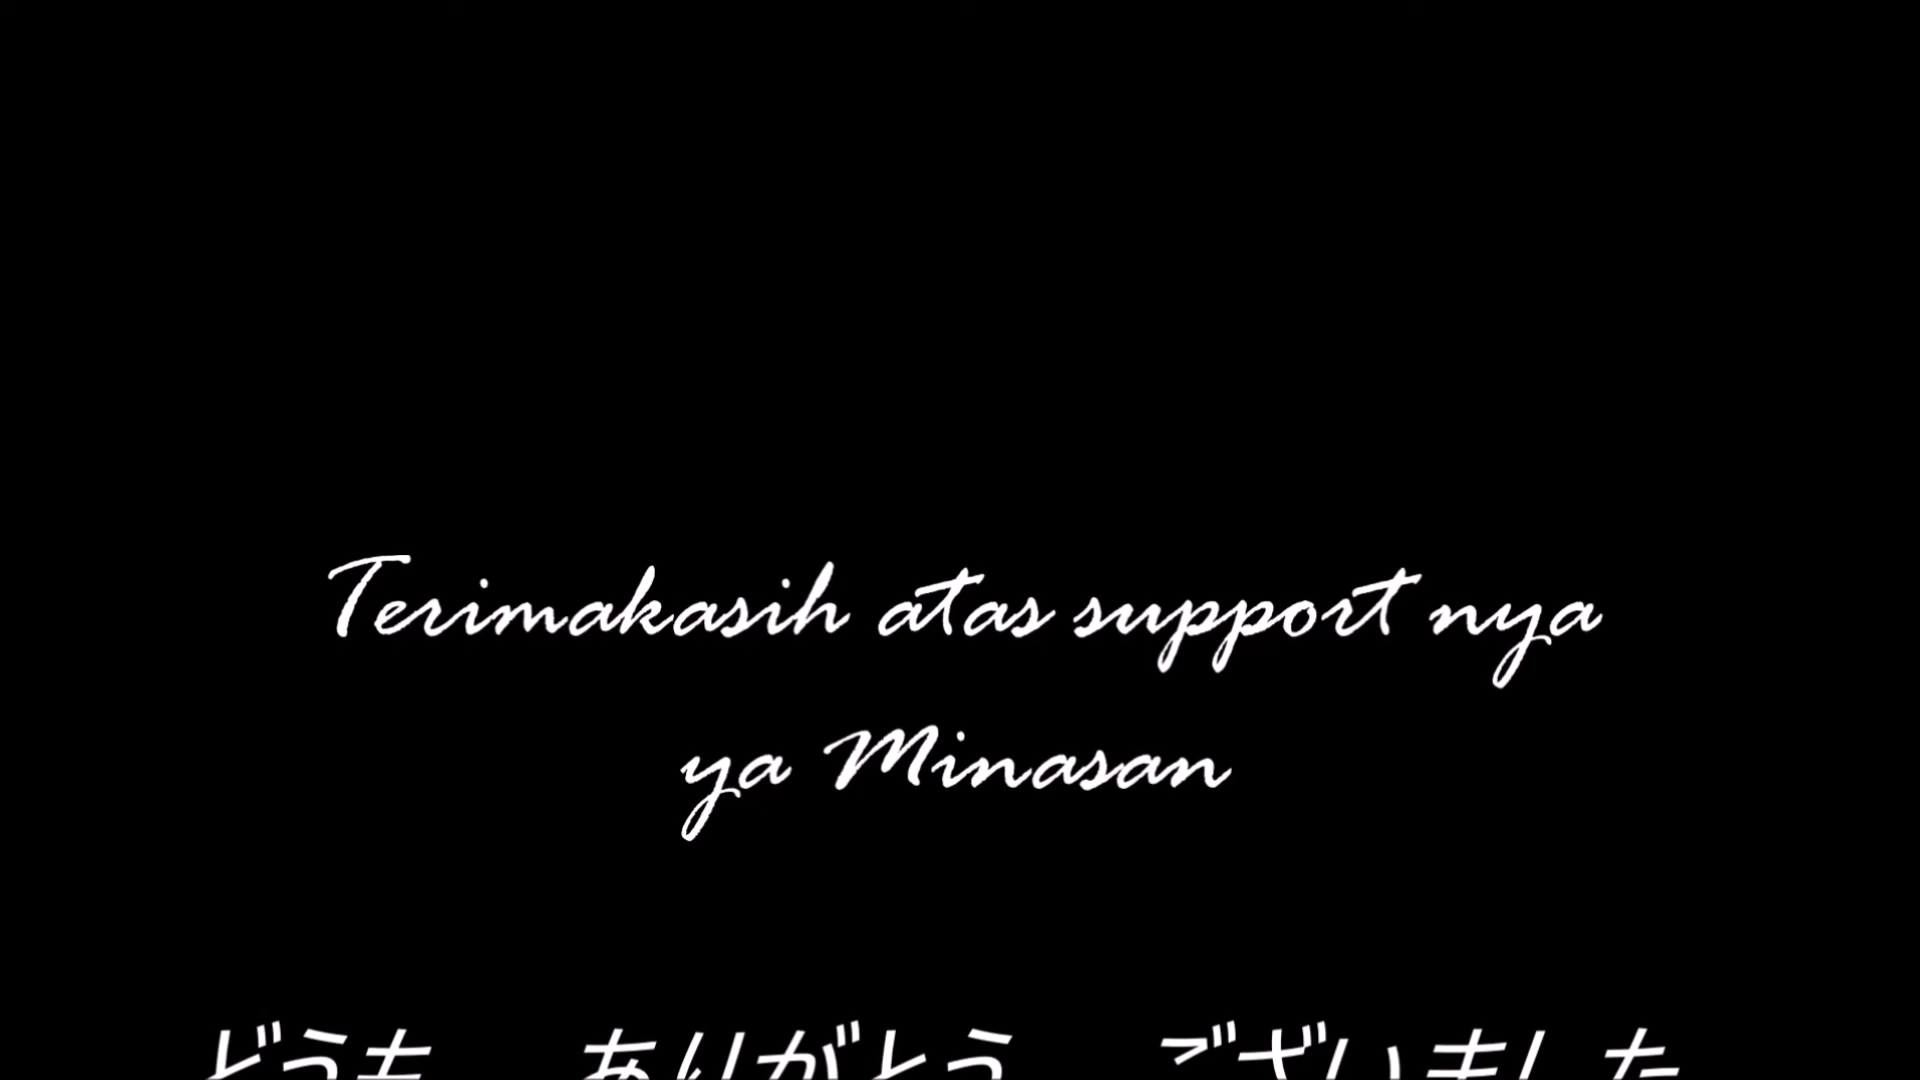 Terimakasih atas support nya
ya Minasan
どうも ありがとう ございました